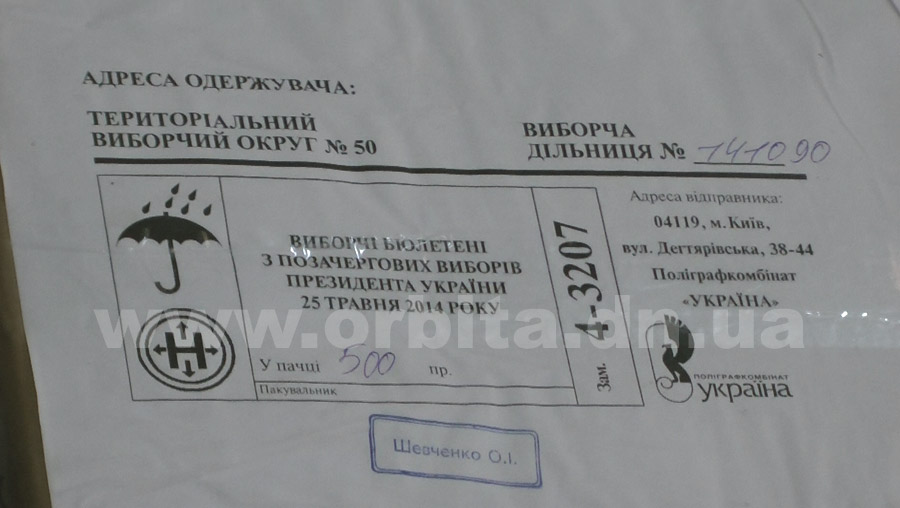 АДРЕСА ОДЕРЖУВАЧА:
ТЕРИТОРІАЛЬНИЙ
ВИБОРЧИЙ ОКРУГ № 50
ВИБОРЧА
ДІЛЬНИЦЯ № 141090
ВИБОРЧІ БЮЛЕТЕНІ
З ПОЗАЧЕРГОВИХ ВИБОРІВ
ПРЕЗИДЕНТА УКРАЇНИ
25 ТРАВНЯ 2014 РОКУ
У пачці 500 пр.
Пакувальник
Н
Зам. 4-3207
Адреса відправника:
04119, м. Київ,
вул. Дегтярівська, 38-44
Поліграфкомбінат
«УКРАЇНА»
ПОЛІГРАФКОМБІНАТ
україна
Шевченко О.І.
www.orbita.dn.ua